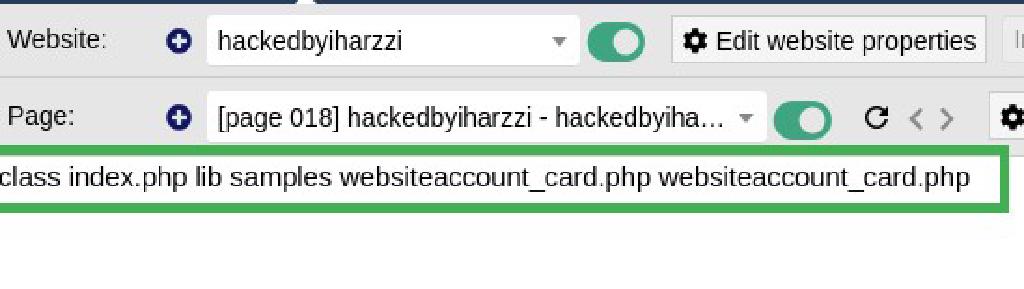 Website: hackedbyiharzzi Edit website properties
Page: [page 018] hackedbyiharzzi - hackedbyiha...
class index.php lib samples websiteaccount_card.php websiteaccount_card.php